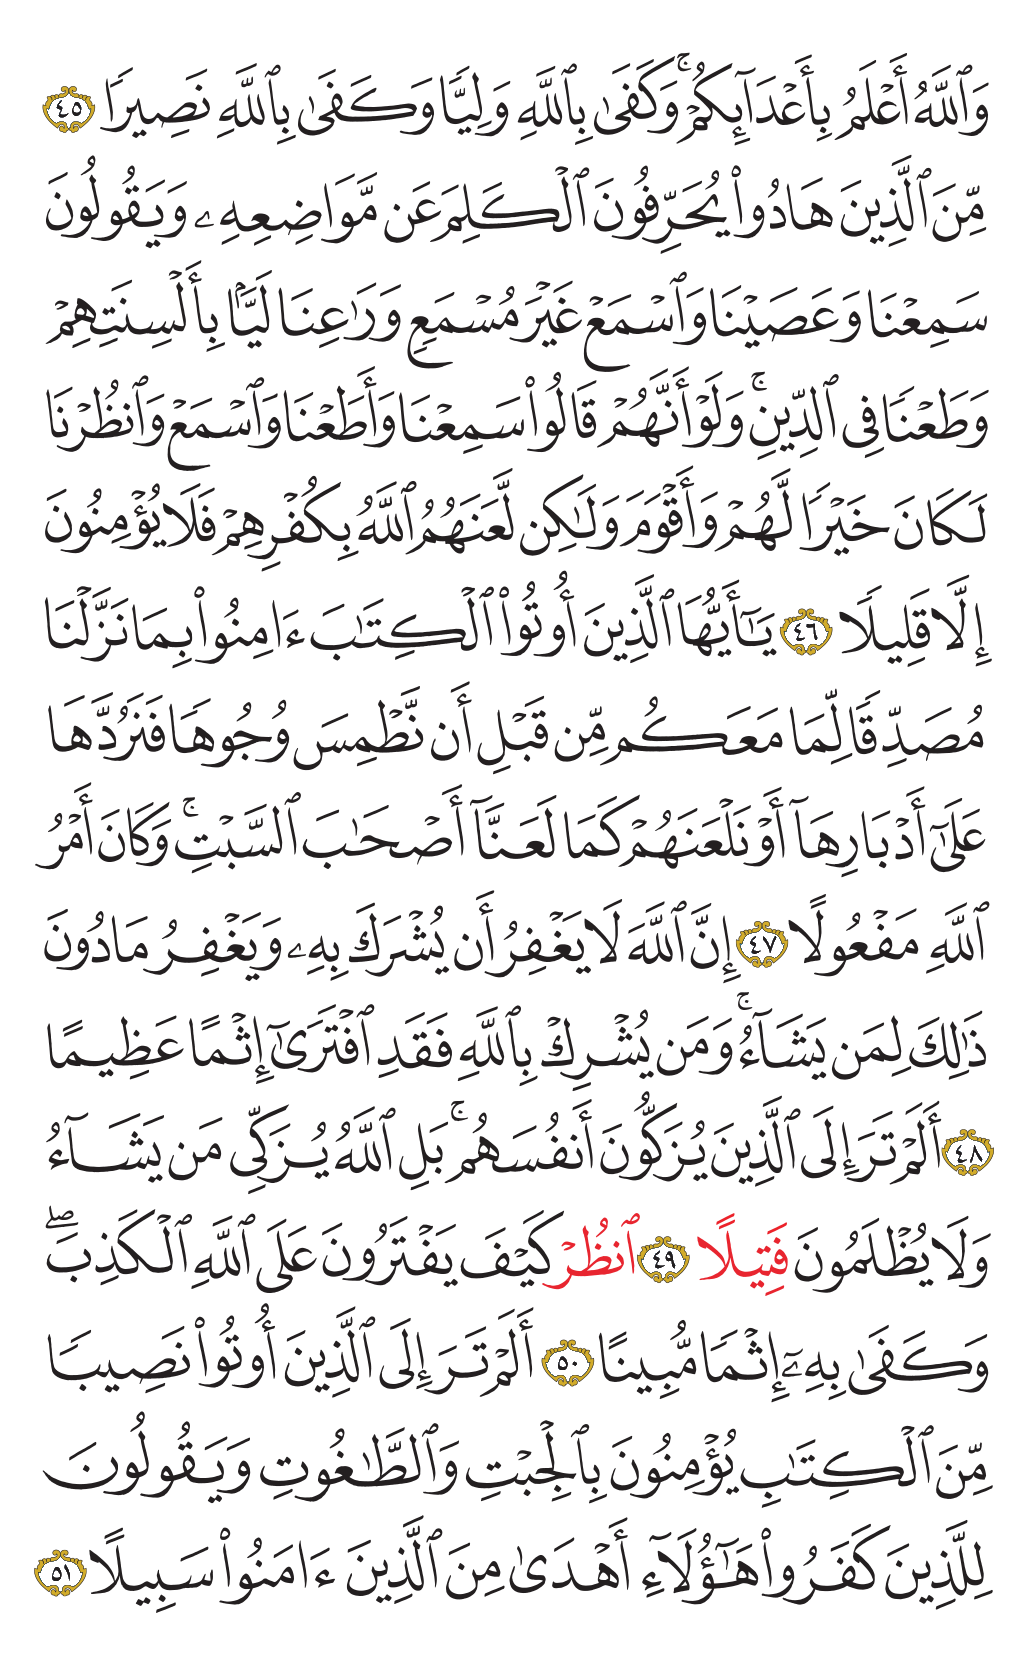 وَٱللَّهُ أَعۡلَمُ بِأَعۡدَآئِكُمۡۚ وَكَفَىٰ بِٱللَّهِ وَلِيّٗا وَكَفَىٰ بِٱللَّهِ نَصِيرٗا ٤٥
مِّنَ ٱلَّذِينَ هَادُواْ يُحَرِّفُونَ ٱلۡكَلِمَ عَن مَّوَاضِعِهِۦ وَيَقُولُونَ
سَمِعۡنَا وَعَصَيۡنَا وَٱسۡمَعۡ غَيۡرَ مُسۡمَعٖ وَرَٰعِنَا لَيَّۢا بِأَلۡسِنَتِهِمۡ
وَطَعۡنٗا فِي ٱلدِّينِۚ وَلَوۡ أَنَّهُمۡ قَالُواْ سَمِعۡنَا وَأَطَعۡنَا وَٱسۡمَعۡ وَٱنظُرۡنَا
لَكَانَ خَيۡرٗا لَّهُمۡ وَأَقۡوَمَ وَلَٰكِن لَّعَنَهُمُ ٱللَّهُ بِكُفۡرِهِمۡ فَلَا يُؤۡمِنُونَ
إِلَّا قَلِيلٗا ٤٦ يَٰٓأَيُّهَا ٱلَّذِينَ أُوتُواْ ٱلۡكِتَٰبَ ءَامِنُواْ بِمَا نَزَّلۡنَا
مُصَدِّقٗا لِّمَا مَعَكُم مِّن قَبۡلِ أَن نَّطۡمِسَ وُجُوهٗا فَنَرُدَّهَا
عَلَىٰٓ أَدۡبَارِهَآ أَوۡ نَلۡعَنَهُمۡ كَمَا لَعَنَّآ أَصۡحَٰبَ ٱلسَّبۡتِۚ وَكَانَ أَمۡرُ
ٱللَّهِ مَفۡعُولًا ٤٧ إِنَّ ٱللَّهَ لَا يَغۡفِرُ أَن يُشۡرَكَ بِهِۦ وَيَغۡفِرُ مَا دُونَ
ذَٰلِكَ لِمَن يَشَآءُۚ وَمَن يُشۡرِكۡ بِٱللَّهِ فَقَدِ ٱفۡتَرَىٰٓ إِثۡمًا عَظِيمًا
٤٨ أَلَمۡ تَرَ إِلَى ٱلَّذِينَ يُزَكُّونَ أَنفُسَهُمۚ بَلِ ٱللَّهُ يُزَكِّي مَن يَشَآءُ
وَلَا يُظۡلَمُونَ فَتِيلًا ٤٩ ٱنظُرۡ كَيۡفَ يَفۡتَرُونَ عَلَى ٱللَّهِ ٱلۡكَذِبَۖ
وَكَفَىٰ بِهِۦٓ إِثۡمٗا مُّبِينًا ٥٠ أَلَمۡ تَرَ إِلَى ٱلَّذِينَ أُوتُواْ نَصِيبٗا
مِّنَ ٱلۡكِتَٰبِ يُؤۡمِنُونَ بِٱلۡجِبۡتِ وَٱلطَّٰغُوتِ وَيَقُولُونَ
لِلَّذِينَ كَفَرُواْ هَٰٓؤُلَآءِ أَهۡدَىٰ مِنَ ٱلَّذِينَ ءَامَنُواْ سَبِيلًا ٥١